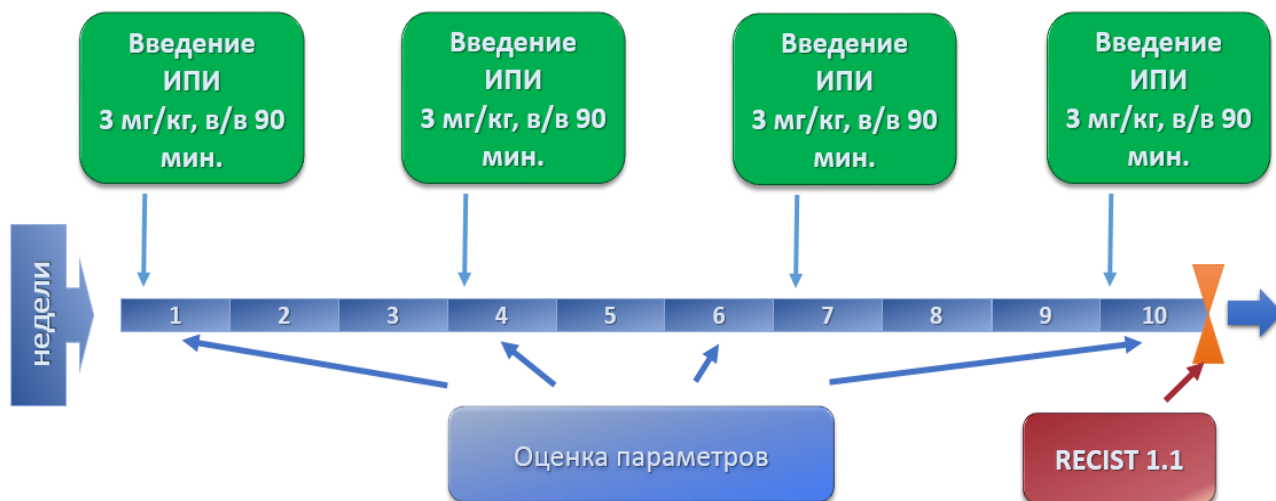 Введение
ИПИ
3 мг/кг, в/в 90
мин.
Введение
ИПИ
3 мг/кг, в/в 90
мин.
Введение
ИПИ
3 мг/кг, в/в 90
мин.
Введение
ИПИ
3 мг/кг, в/в 90
мин.
недели
1 2 3 4 5 6 7 8 9 10
Оценка параметров
RECIST 1.1